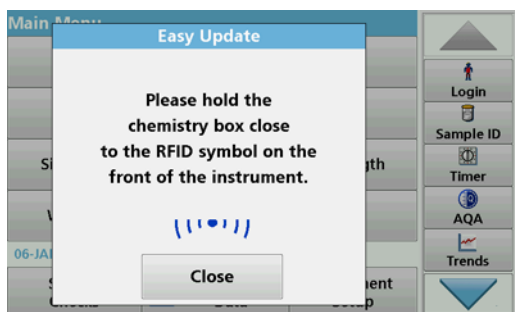 Main Menu
Easy Update
Please hold the
chemistry box close
to the RFID symbol on the
front of the instrument.
Close
Login
Sample ID
Timer
AQA
Trends
06-JA